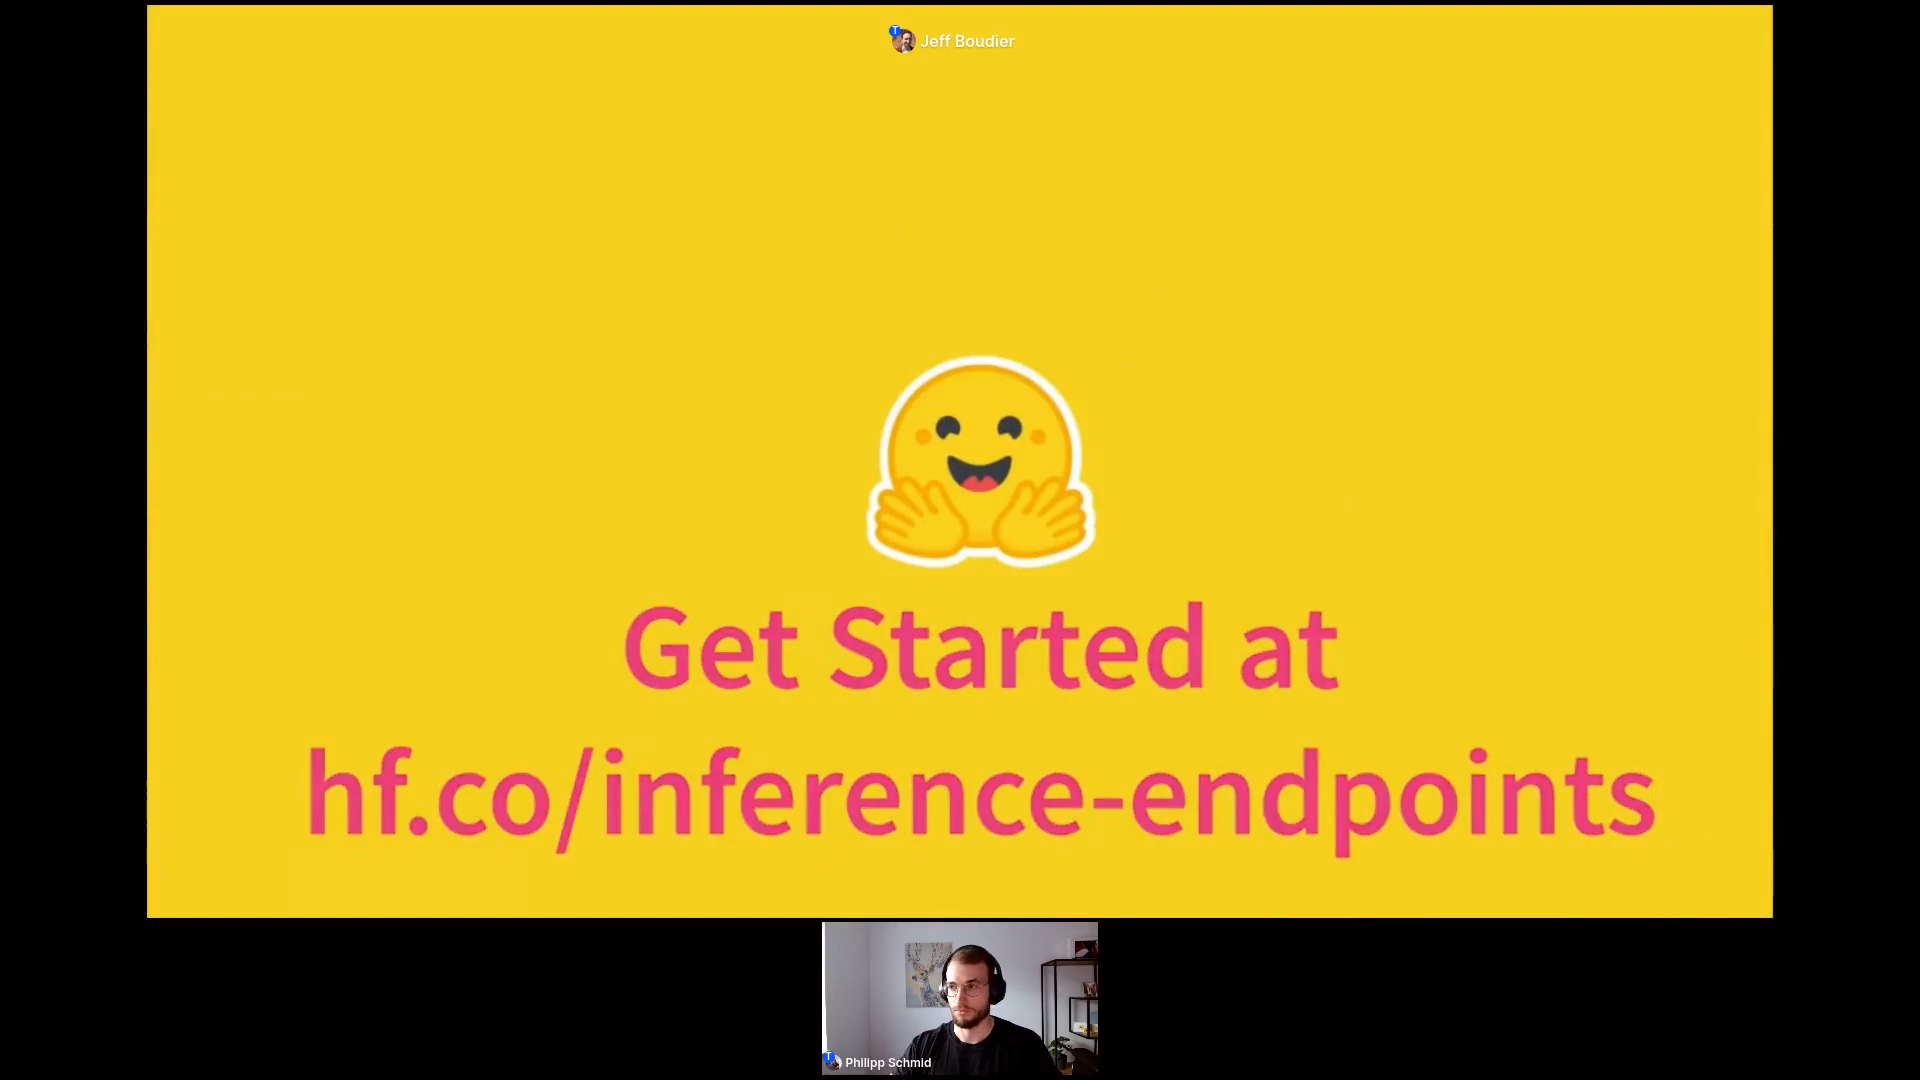 Jeff Boudier
Get Started at
hf.co/inference-endpoints
Philipp Schmid